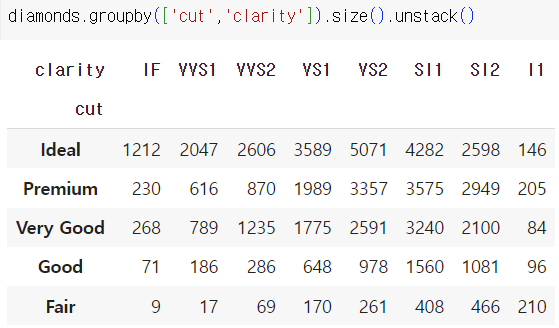 diamonds.groupby(['cut','clarity']).size().unstack()
clarity IF VVS1 VVS2 VS1 VS2 SI1 SI2 I1
cut
Ideal 1212 2047 2606 3589 5071 4282 2598 146
Premium 230 616 870 1989 3357 3575 2949 205
Very Good 268 789 1235 1775 2591 3240 2100 84
Good 71 186 286 648 978 1560 1081 96
Fair 9 17 69 170 261 408 466 210